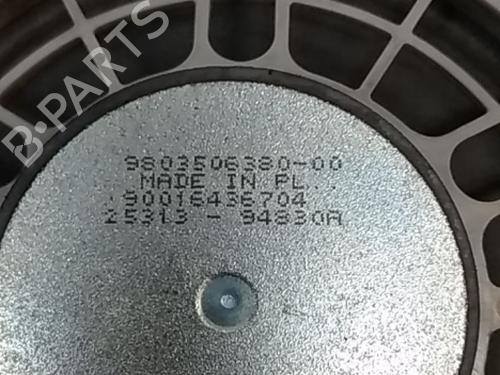 B-PARTS
9803506380-00
MADE IN PL..
90016436704
25313 - 94830A